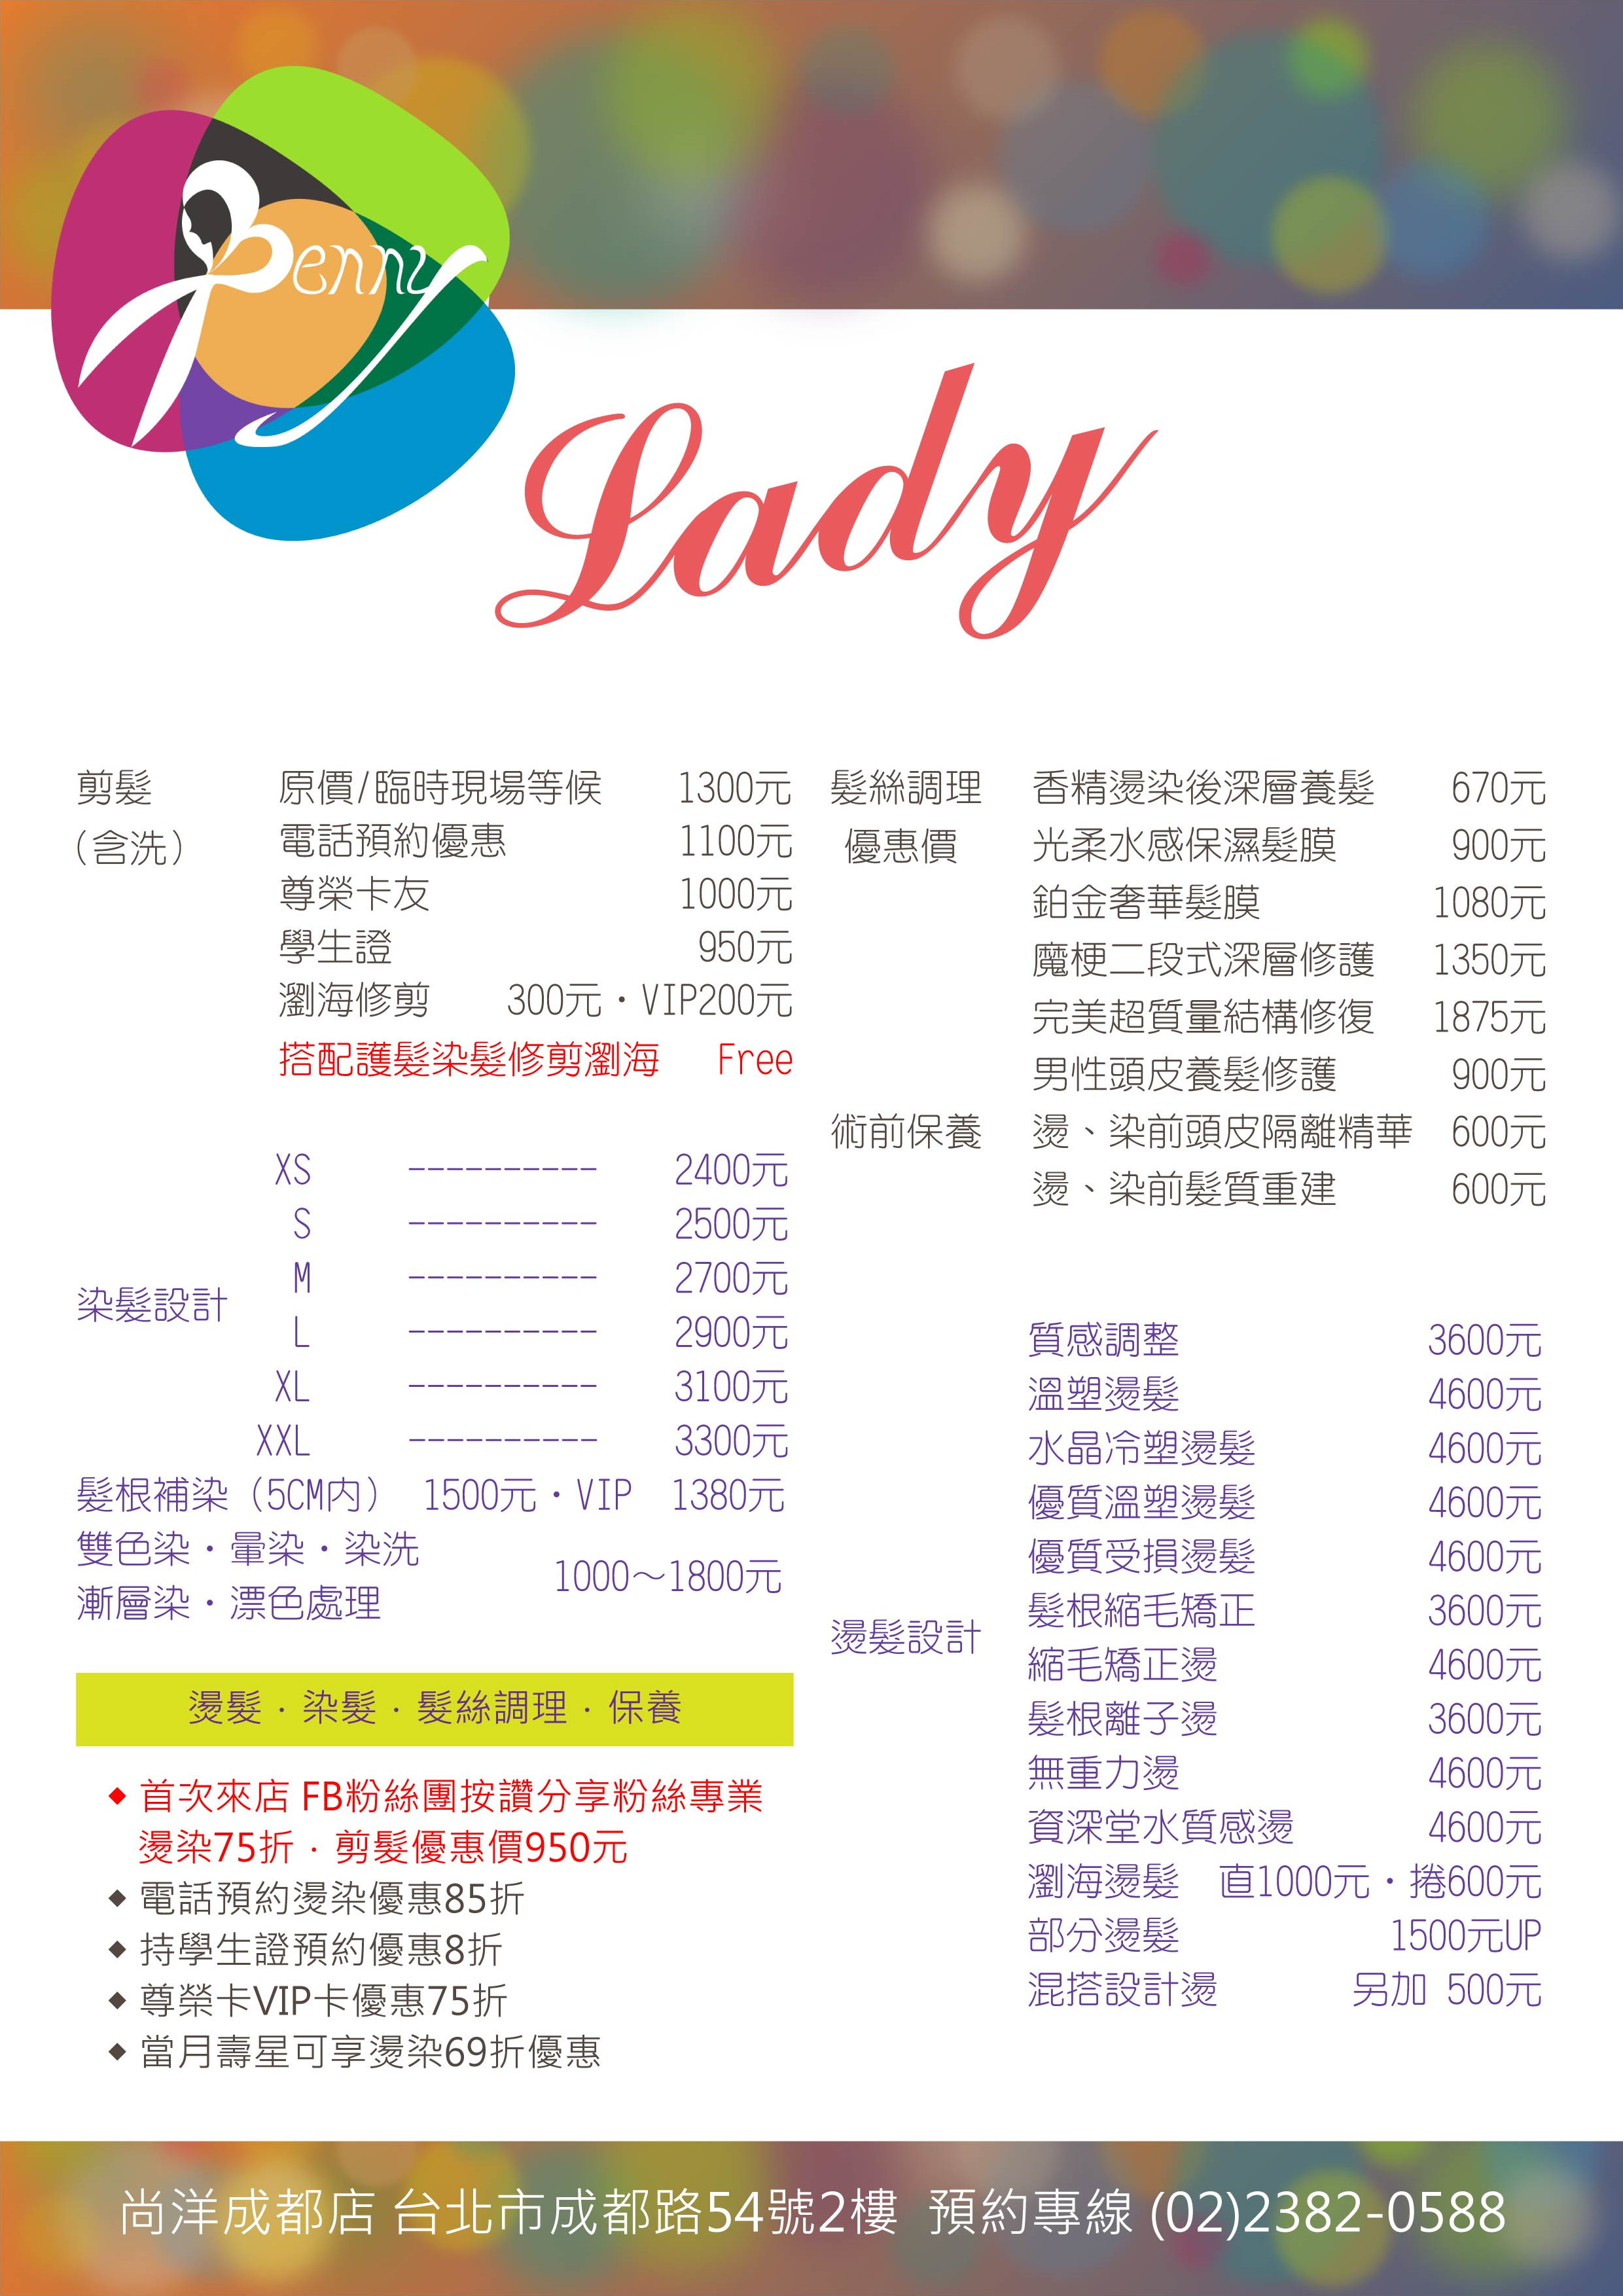 Penny
Lady
剪髮
(含洗)
原價/臨時現場等候 1300元
電話預約優惠 1100元
尊榮卡友 1000元
學生證 950元
瀏海修剪 300元・VIP200元
搭配護髮染髮修剪瀏海 Free
染髮設計
XS ---------- 2400元
S ---------- 2500元
M ---------- 2700元
L ---------- 2900元
XL ---------- 3100元
XXL ---------- 3300元
髮根補染(5CM內) 1500元・VIP 1380元
雙色染・暈染・染洗
漸層染・漂色處理
1000～1800元
燙髮．染髮．髮絲調理．保養
◆ 首次來店 FB粉絲團按讚分享粉絲專業
燙染75折．剪髮優惠價950元
◆ 電話預約燙染優惠85折
◆ 持學生證預約優惠8折
◆ 尊榮卡VIP卡優惠75折
◆ 當月壽星可享燙染69折優惠
髮絲調理
優惠價
香精燙染後深層養髮 670元
光柔水感保濕髮膜 900元
鉑金奢華髮膜 1080元
魔梗二段式深層修護 1350元
完美超質量結構修復 1875元
男性頭皮養髮修護 900元
術前保養 燙、染前頭皮隔離精華 600元
燙、染前髮質重建 600元
燙髮設計
質感調整 3600元
溫塑燙髮 4600元
水晶冷塑燙髮 4600元
優質溫塑燙髮 4600元
優質受損燙髮 4600元
髮根縮毛矯正 3600元
縮毛矯正燙 4600元
髮根離子燙 3600元
無重力燙 4600元
資深堂水質感燙 4600元
瀏海燙髮 直1000元・捲600元
部分燙髮 1500元UP
混搭設計燙 另加 500元
尚洋成都店 台北市成都路54號2樓 預約專線 (02)2382-0588